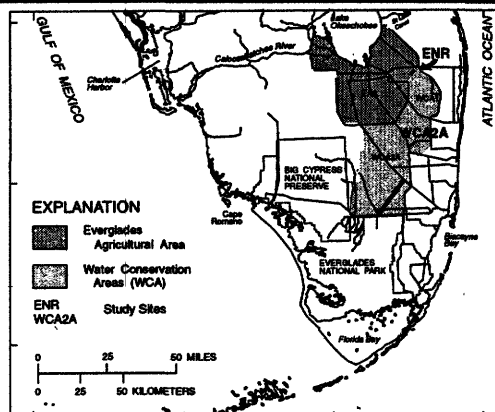 Lake
Okeechobee
GULF OF MEXICO
Caloosahatchee River
ENR
ATLANTIC OCEAN
Charlotte
Harbor
WCA2A
BIG CYPRESS
NATIONAL
PRESERVE
EXPLANATION
Everglades
Agricultural Area
Cape
Romano
Biscayne
Bay
Water Conservation
Areas (WCA)
EVERGLADES
NATIONAL PARK
ENR
WCA2A
Study Sites
Florida Bay
0 25 50 MILES
0 25 50 KILOMETERS